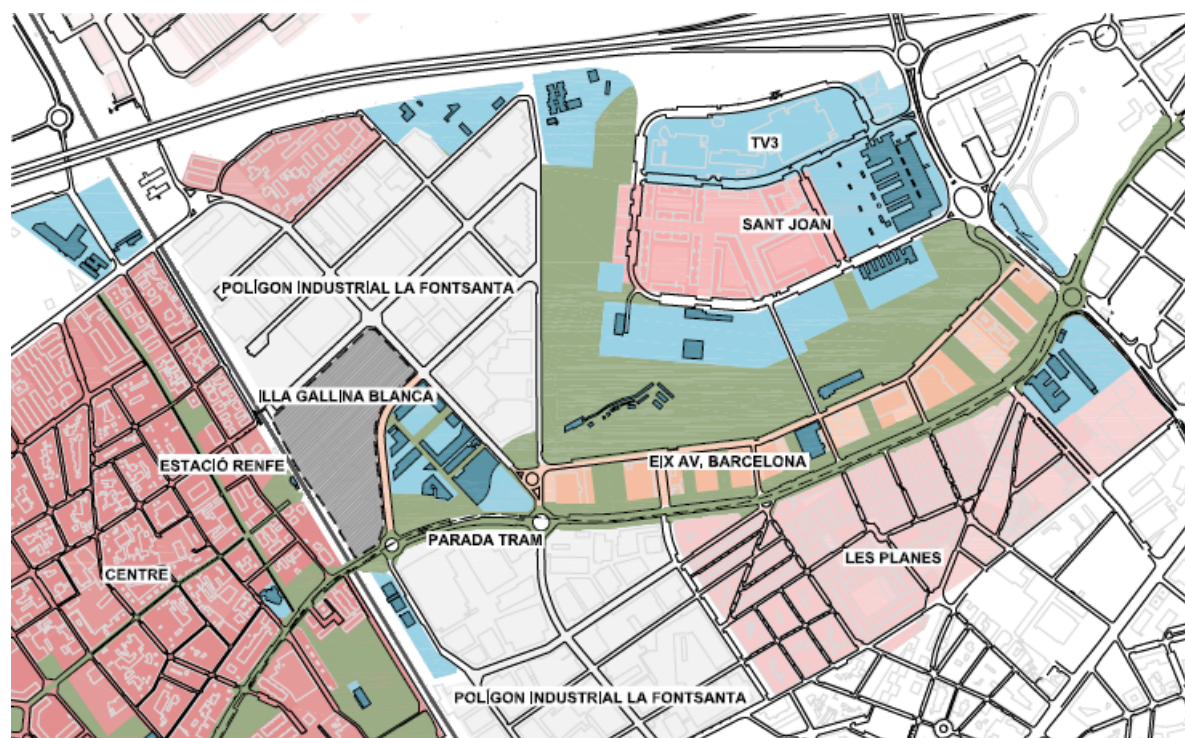 TV3
SANT JOAN
POLÍGON INDUSTRIAL LA FONTSANTA
ILLA GALLINA BLANCA
ESTACIÓ RENFE
EIX AV, BARCELONA
PARADA TRAM
LES PLANES
CENTRE
POLÍGON INDUSTRIAL LA FONTSANTA